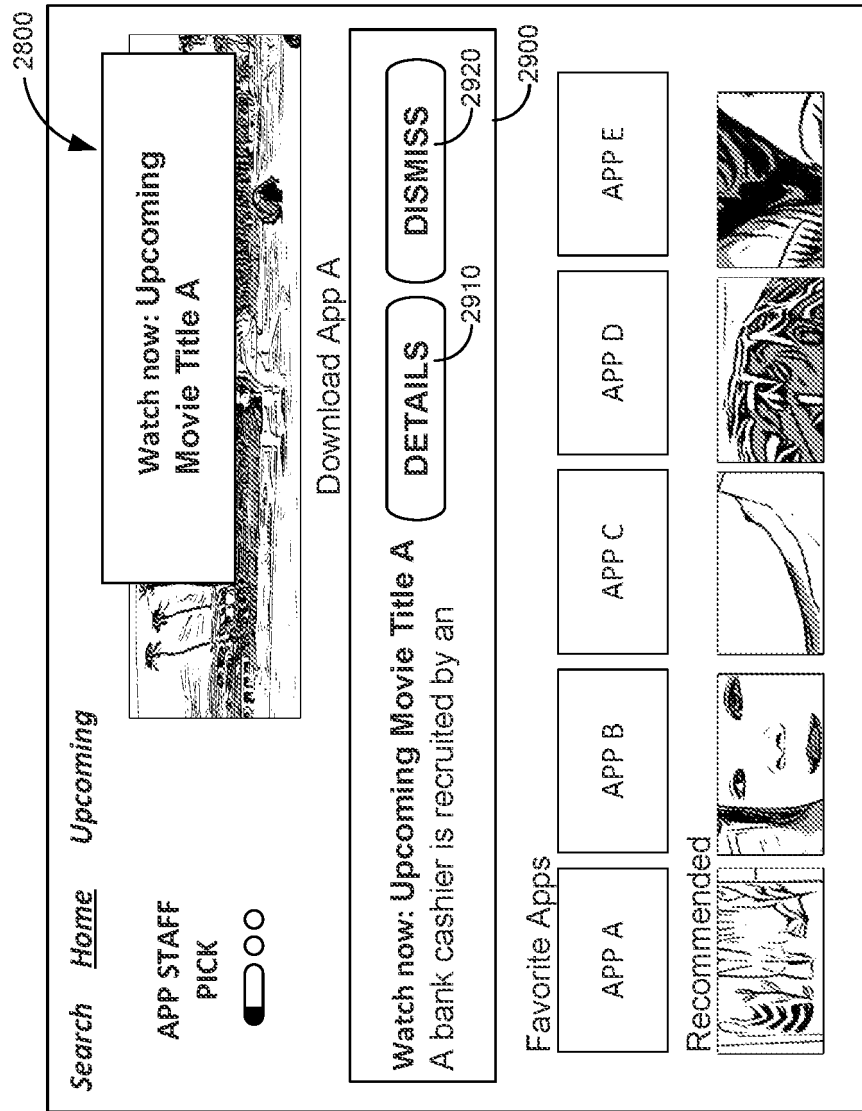 2800
Search Home Upcoming
APP STAFF
PICK
Watch now: Upcoming
Movie Title A
Download App A
Watch now: Upcoming Movie Title A
A bank cashier is recruited by an
DETAILS
DISMISS
2910
2920
2900
Favorite Apps
APP A
APP B
APP C
APP D
APP E
Recommended